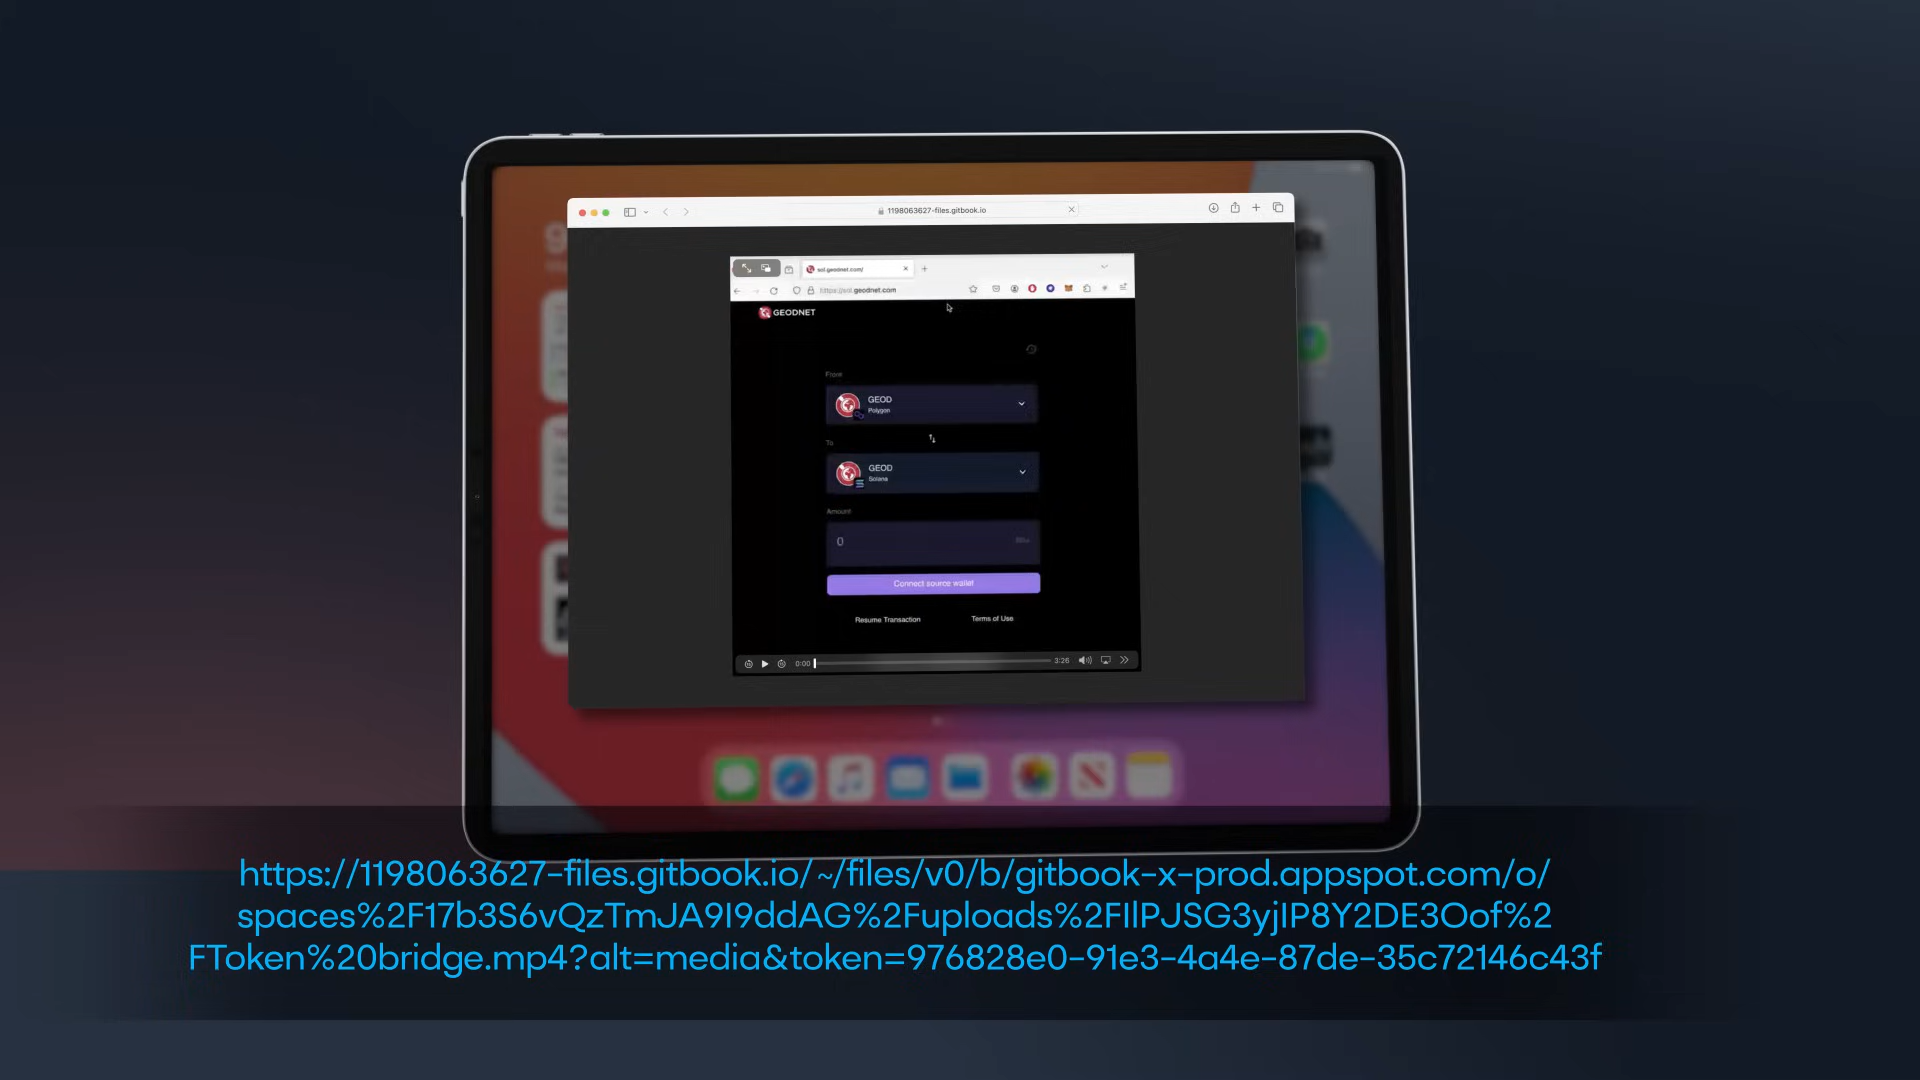 1198063627-files.gitbook.io
sol.geodnet.com/
https://sol.geodnet.com
GEODNET
From
GEOD
Polygon
To
GEOD
Solana
Amount
0
Connect source wallet
Resume Transaction Terms of Use
0:00 3:26
https://1198063627-files.gitbook.io/~/files/v0/b/gitbook-x-prod.appspot.com/o/
spaces%2F17b3S6vQzTmJA9I9ddAG%2Fuploads%2FIlPJSG3yjIP8Y2DE3Oof%2
FToken%20bridge.mp4?alt=media&token=976828e0-91e3-4a4e-87de-35c72146c43f